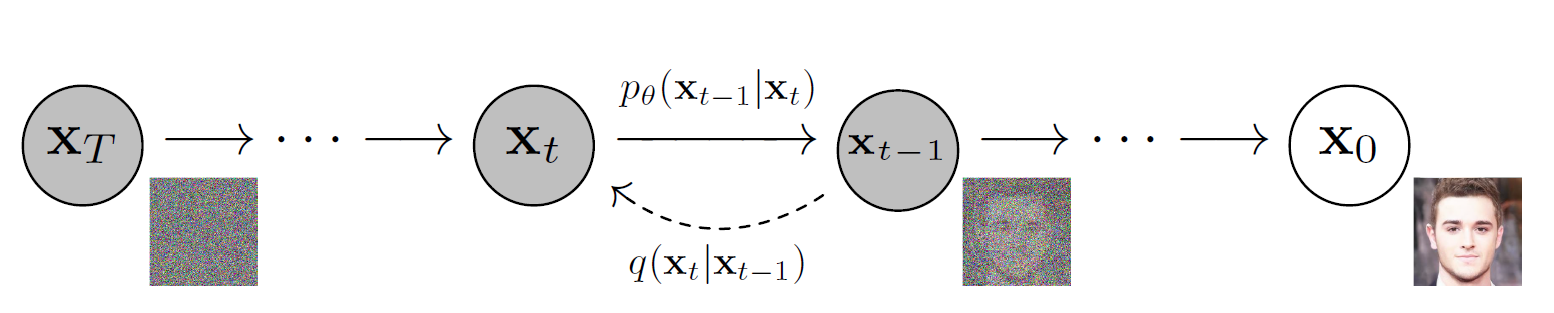 p_θ(x_{t−1}|x_t)
x_T ⟶ ··· ⟶ x_t ⟶ x_{t−1} ⟶ ··· ⟶ x_0
q(x_t|x_{t−1})